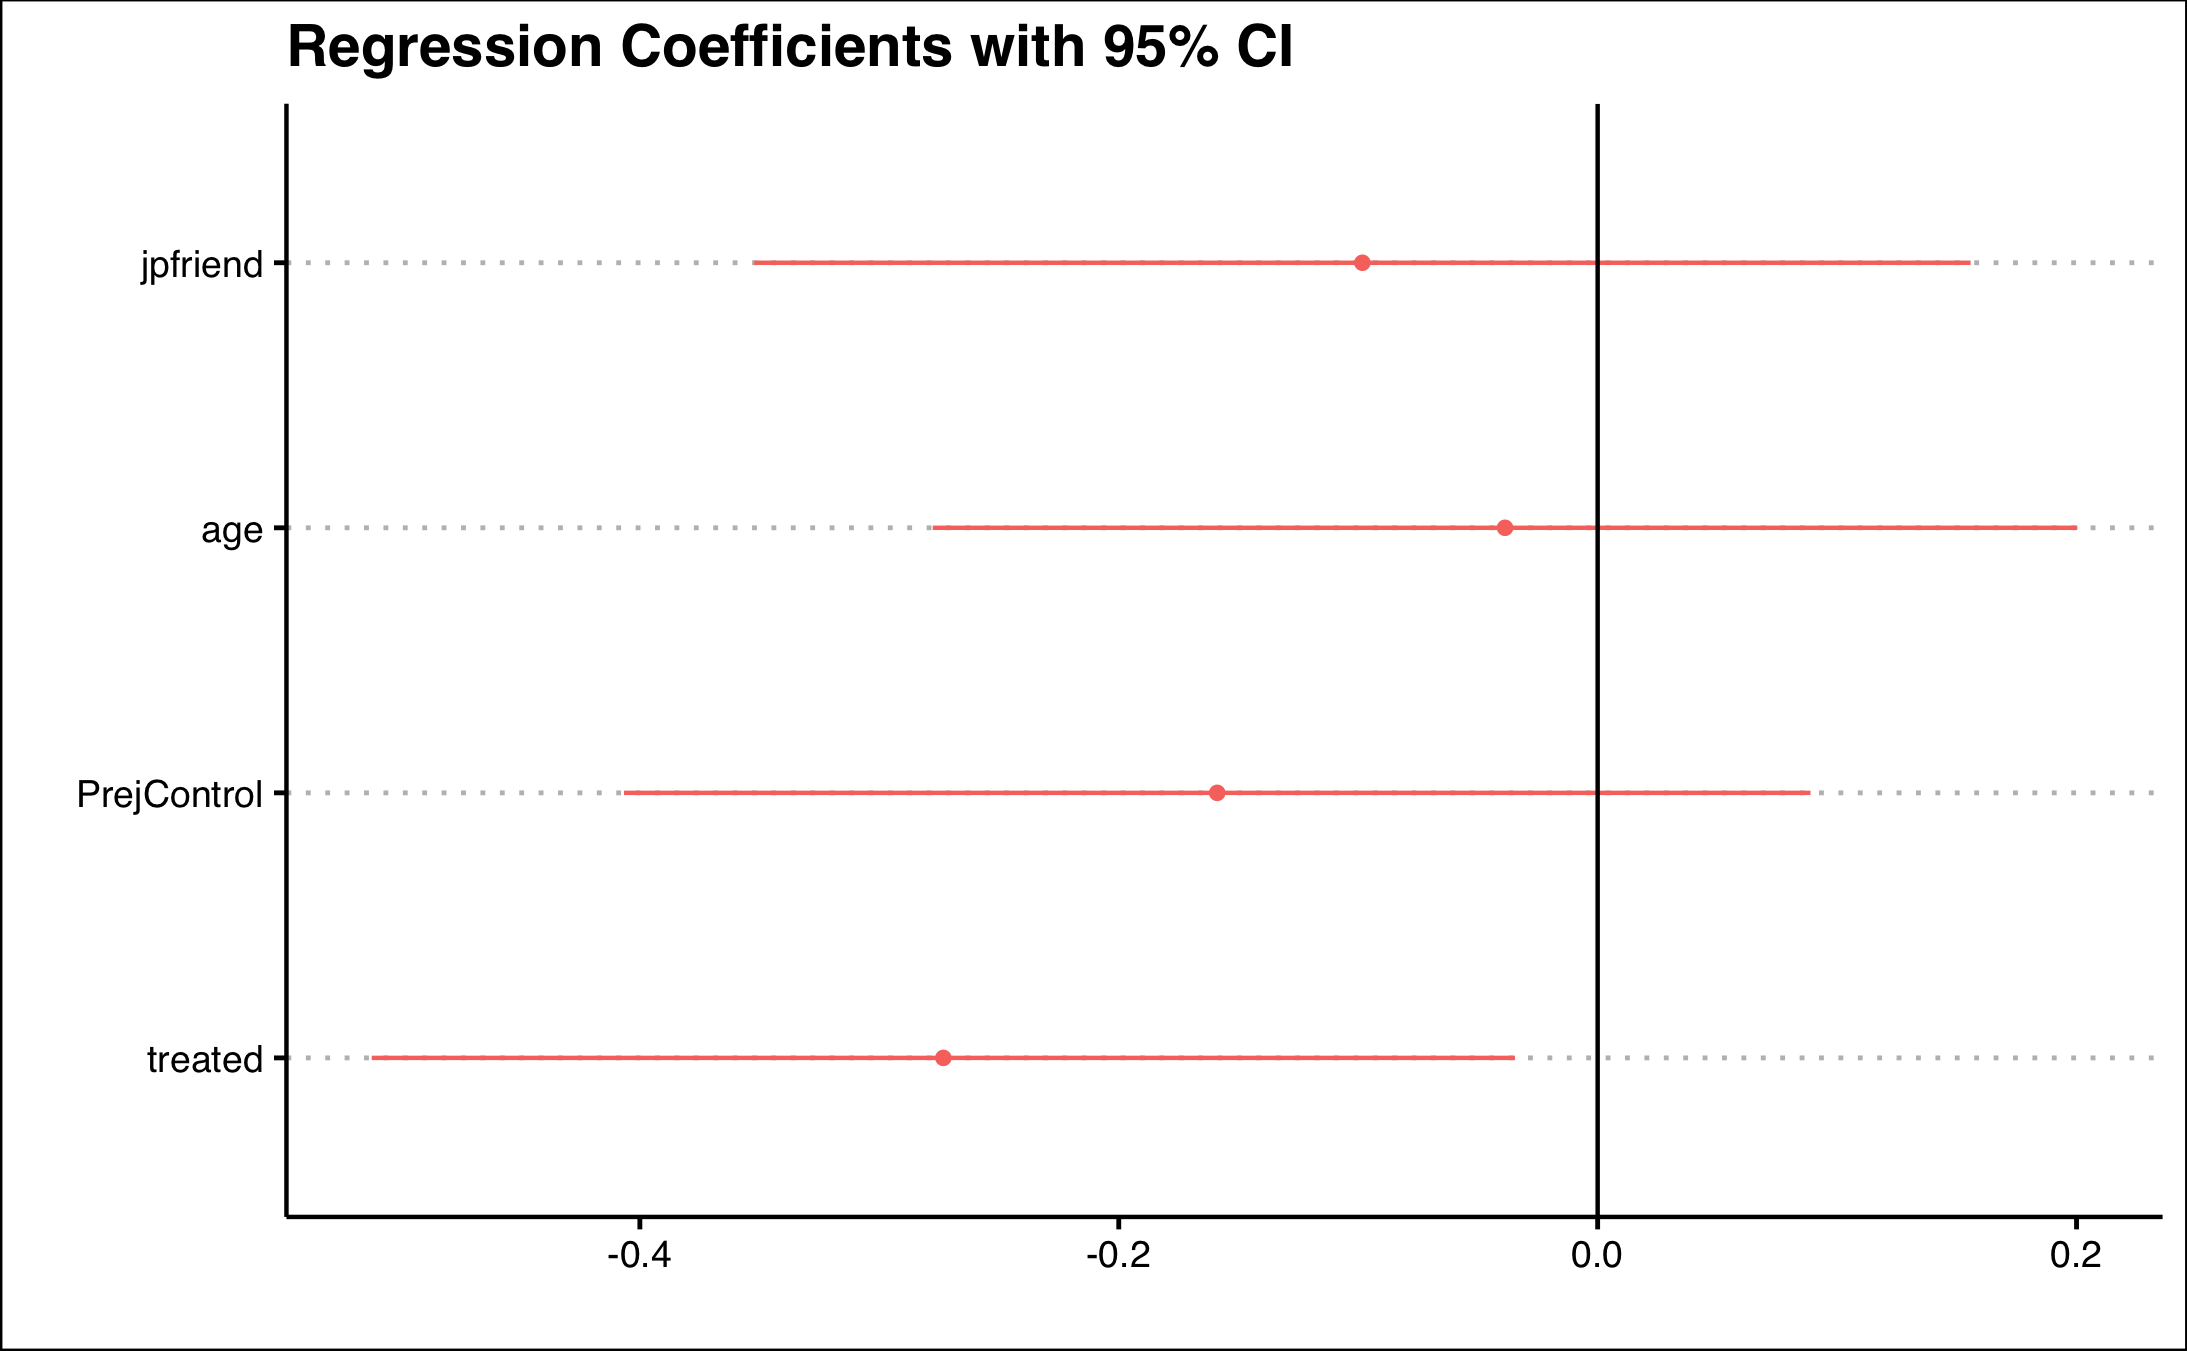 Regression Coefficients with 95% CI
jpfriend
age
PrejControl
treated
-0.4 -0.2 0.0 0.2